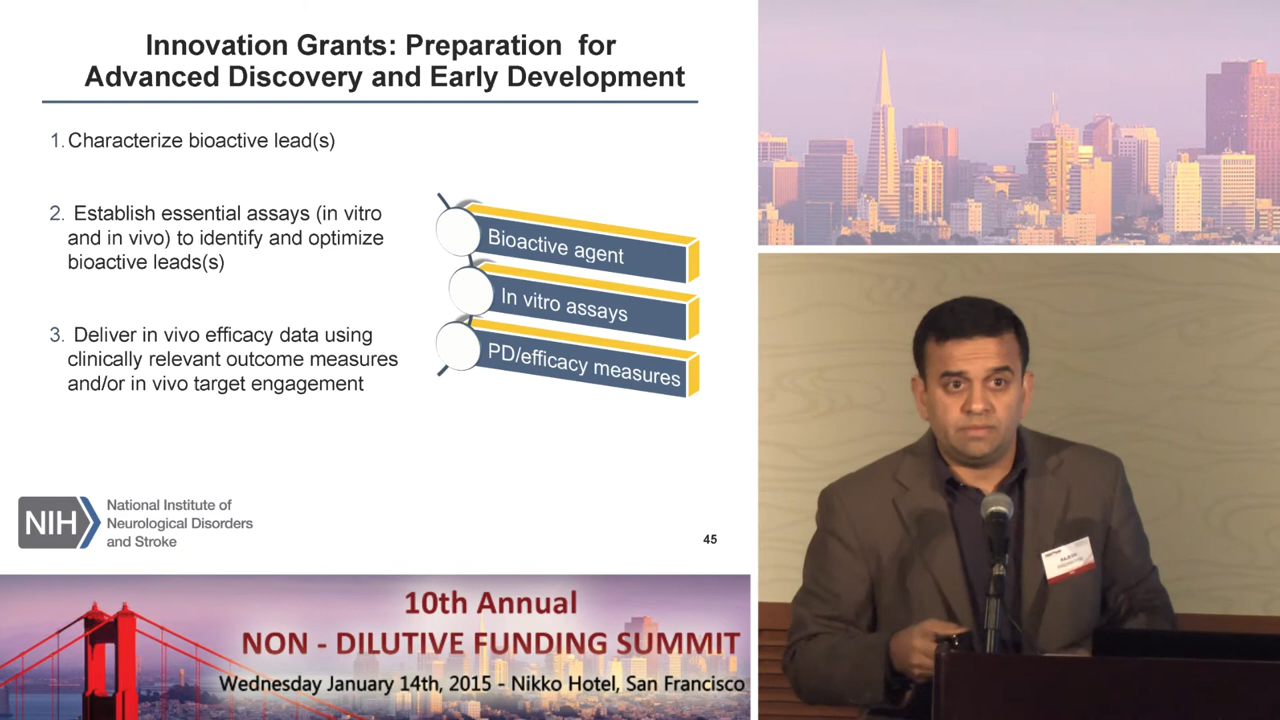 Innovation Grants: Preparation for
Advanced Discovery and Early Development
1. Characterize bioactive lead(s)
2. Establish essential assays (in vitro
and in vivo) to identify and optimize
bioactive leads(s)
3. Deliver in vivo efficacy data using
clinically relevant outcome measures
and/or in vivo target engagement
Bioactive agent
In vitro assays
PD/efficacy measures
NIH
National Institute of
Neurological Disorders
and Stroke
45
10th Annual
NON - DILUTIVE FUNDING SUMMIT
Wednesday January 14th, 2015 - Nikko Hotel, San Francisco